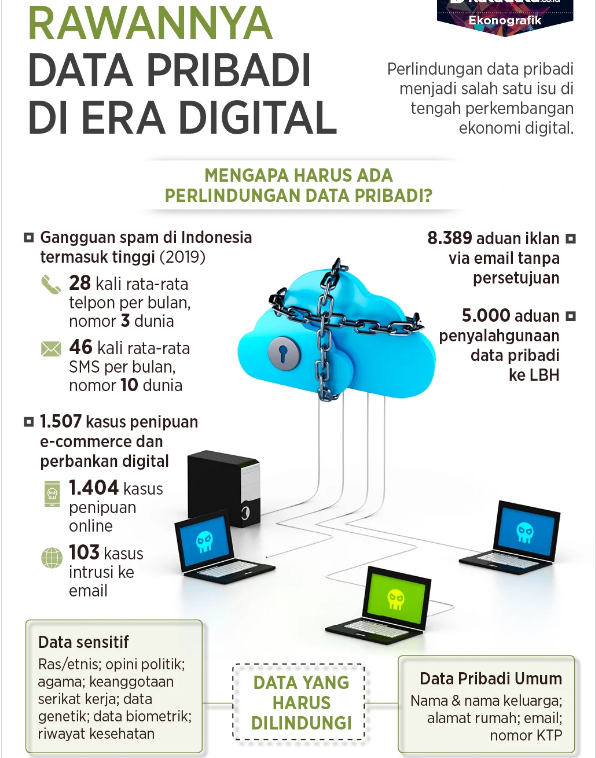 RAWANNYA
DATA PRIBADI
DI ERA DIGITAL
Ekonografik
Perlindungan data pribadi
menjadi salah satu isu di
tengah perkembangan
ekonomi digital.
MENGAPA HARUS ADA
PERLINDUNGAN DATA PRIBADI?
Gangguan spam di Indonesia
termasuk tinggi (2019)
28 kali rata-rata
telpon per bulan,
nomor 3 dunia
46 kali rata-rata
SMS per bulan,
nomor 10 dunia
1.507 kasus penipuan
e-commerce dan
perbankan digital
1.404 kasus
penipuan
online
103 kasus
intrusi ke
email
8.389 aduan iklan
via email tanpa
persetujuan
5.000 aduan
penyalahgunaan
data pribadi
ke LBH
Data sensitif
Ras/etnis; opini politik;
agama; keanggotaan
serikat kerja; data
genetik; data biometrik;
riwayat kesehatan
DATA YANG
HARUS
DILINDUNGI
Data Pribadi Umum
Nama & nama keluarga;
alamat rumah; email;
nomor KTP